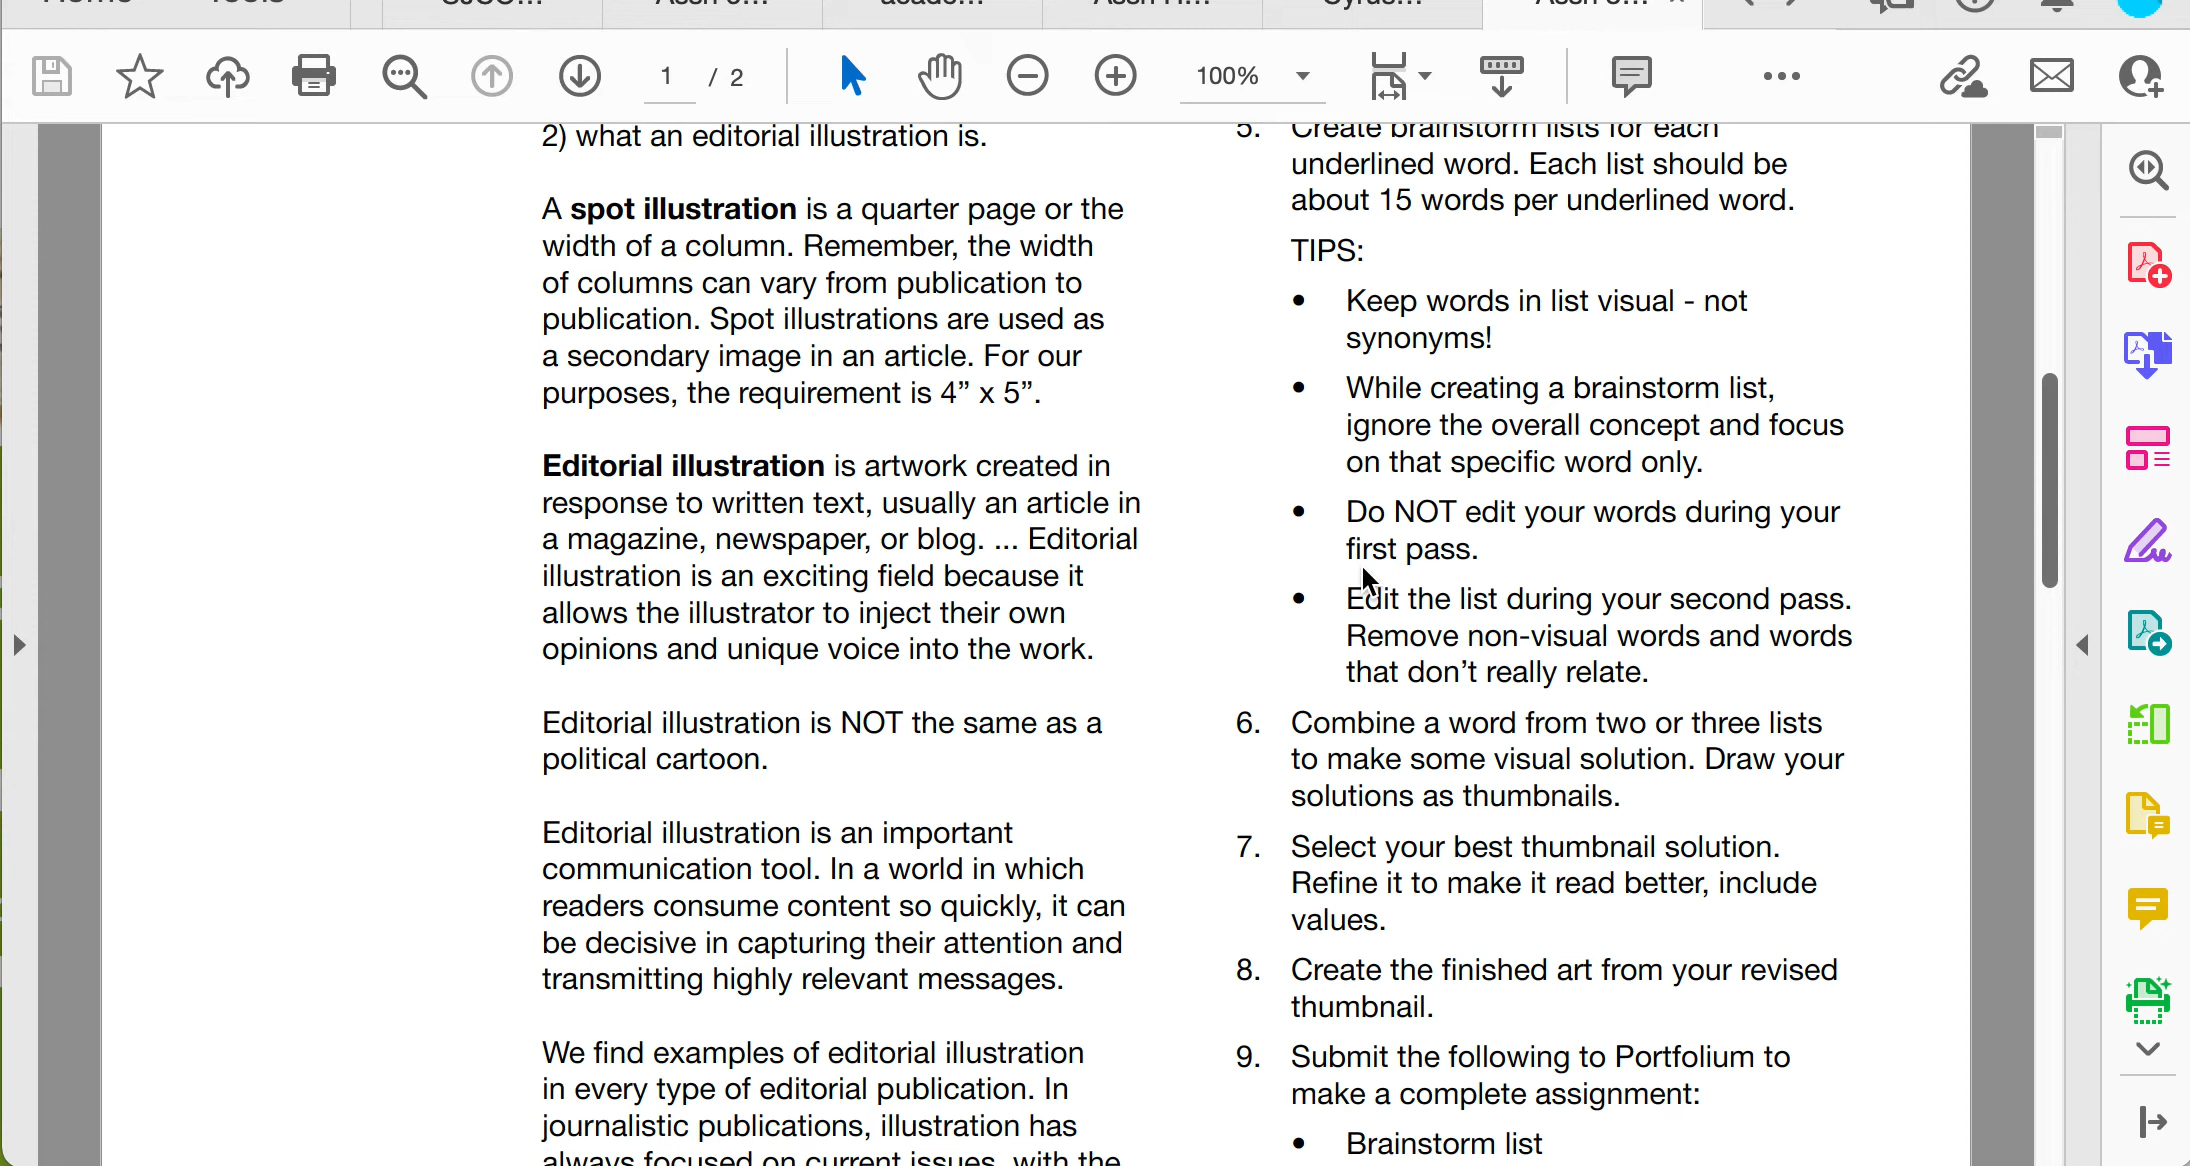 1 / 2
100%
2) what an editorial illustration is.
A spot illustration is a quarter page or the
width of a column. Remember, the width
of columns can vary from publication to
publication. Spot illustrations are used as
a secondary image in an article. For our
purposes, the requirement is 4” x 5”.
Editorial illustration is artwork created in
response to written text, usually an article in
a magazine, newspaper, or blog. ... Editorial
illustration is an exciting field because it
allows the illustrator to inject their own
opinions and unique voice into the work.
Editorial illustration is NOT the same as a
political cartoon.
Editorial illustration is an important
communication tool. In a world in which
readers consume content so quickly, it can
be decisive in capturing their attention and
transmitting highly relevant messages.
We find examples of editorial illustration
in every type of editorial publication. In
journalistic publications, illustration has
always focused on current issues, with the
5. Create brainstorm lists for each
underlined word. Each list should be
about 15 words per underlined word.
TIPS:
• Keep words in list visual - not
synonyms!
• While creating a brainstorm list,
ignore the overall concept and focus
on that specific word only.
• Do NOT edit your words during your
first pass.
• Edit the list during your second pass.
Remove non-visual words and words
that don’t really relate.
6. Combine a word from two or three lists
to make some visual solution. Draw your
solutions as thumbnails.
7. Select your best thumbnail solution.
Refine it to make it read better, include
values.
8. Create the finished art from your revised
thumbnail.
9. Submit the following to Portfolium to
make a complete assignment:
• Brainstorm list